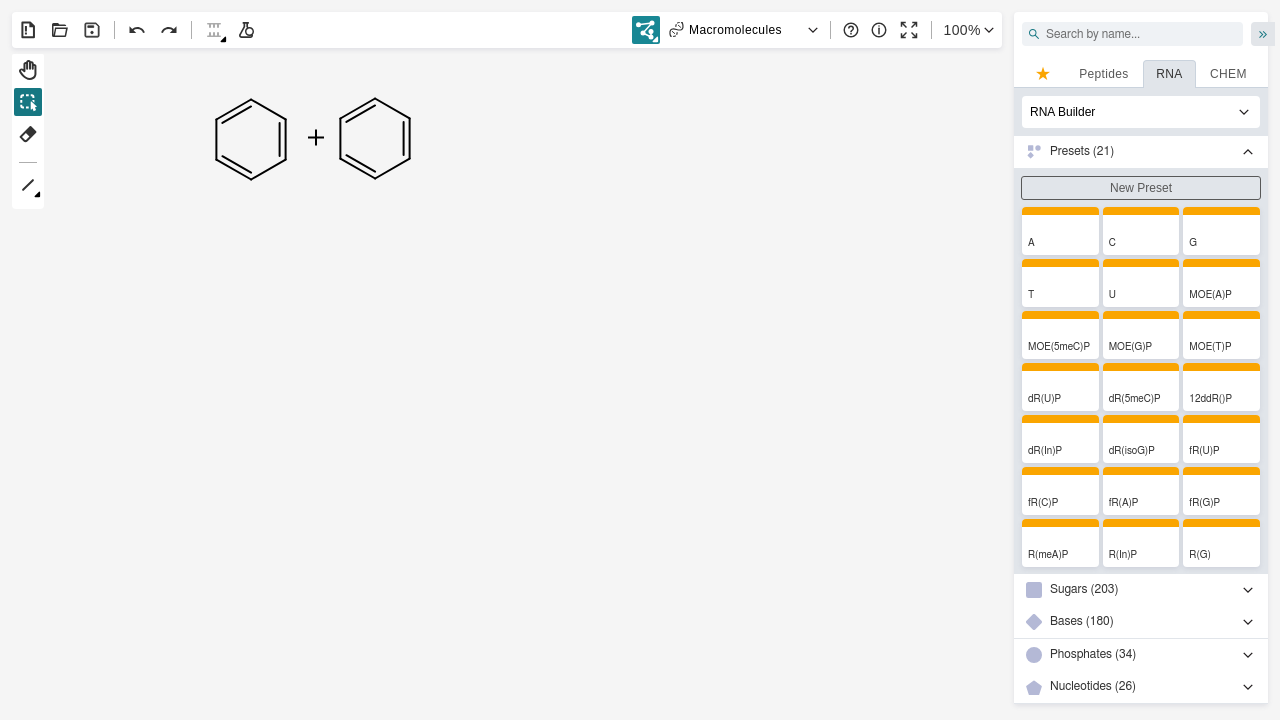 Macromolecules
100%
Search by name...
Peptides
RNA
CHEM
RNA Builder
Presets (21)
New Preset
A
C
G
T
U
MOE(A)P
MOE(5meC)P
MOE(G)P
MOE(T)P
dR(U)P
dR(5meC)P
12ddR()P
dR(In)P
dR(isoG)P
fR(U)P
fR(C)P
fR(A)P
fR(G)P
R(meA)P
R(In)P
R(G)
Sugars (203)
Bases (180)
Phosphates (34)
Nucleotides (26)